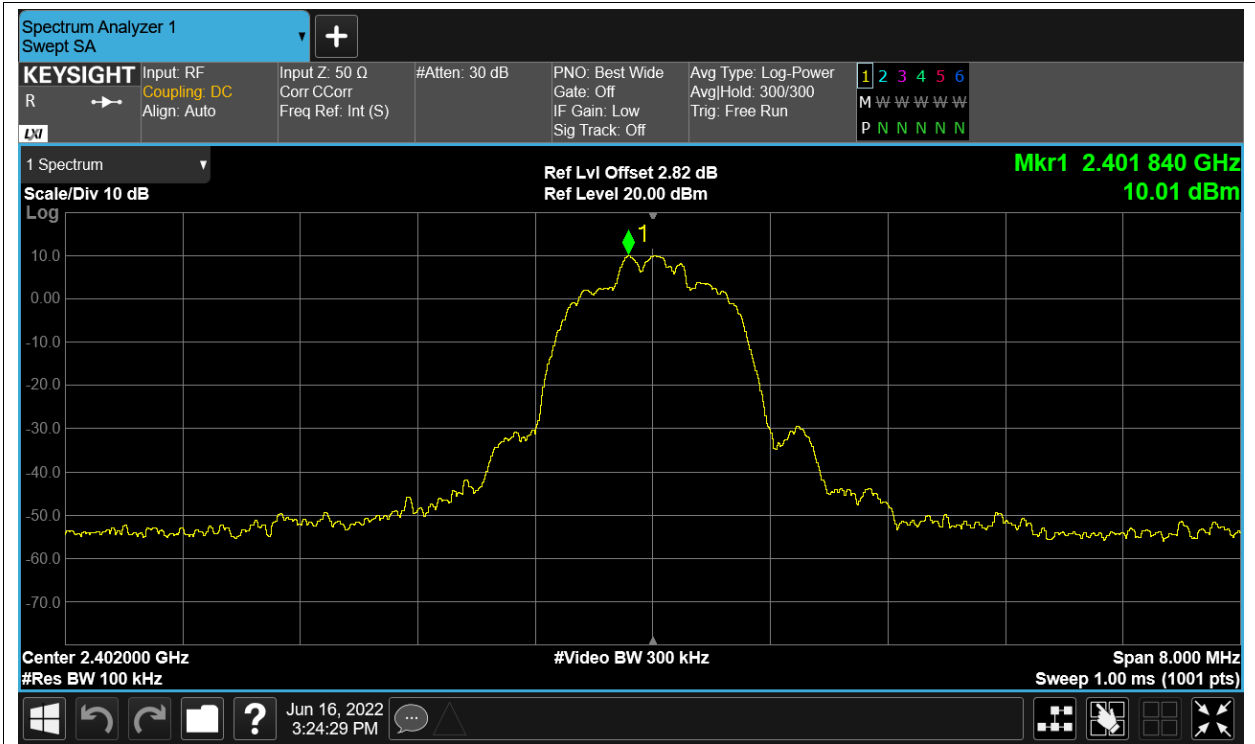 Spectrum Analyzer 1
Swept SA
+
KEYSIGHT
R
LXI
Input: RF
Coupling: DC
Align: Auto
Input Z: 50 Ω
Corr CCorr
Freq Ref: Int (S)
#Atten: 30 dB
PNO: Best Wide
Gate: Off
IF Gain: Low
Sig Track: Off
Avg Type: Log-Power
Avg|Hold: 300/300
Trig: Free Run
1 2 3 4 5 6
M W W W W W
P N N N N N
1 Spectrum
Scale/Div 10 dB
Log
Ref Lvl Offset 2.82 dB
Ref Level 20.00 dBm
Mkr1 2.401 840 GHz
10.01 dBm
1
10.0
0.00
-10.0
-20.0
-30.0
-40.0
-50.0
-60.0
-70.0
Center 2.402000 GHz
#Res BW 100 kHz
#Video BW 300 kHz
Span 8.000 MHz
Sweep 1.00 ms (1001 pts)
?
Jun 16, 2022
3:24:29 PM